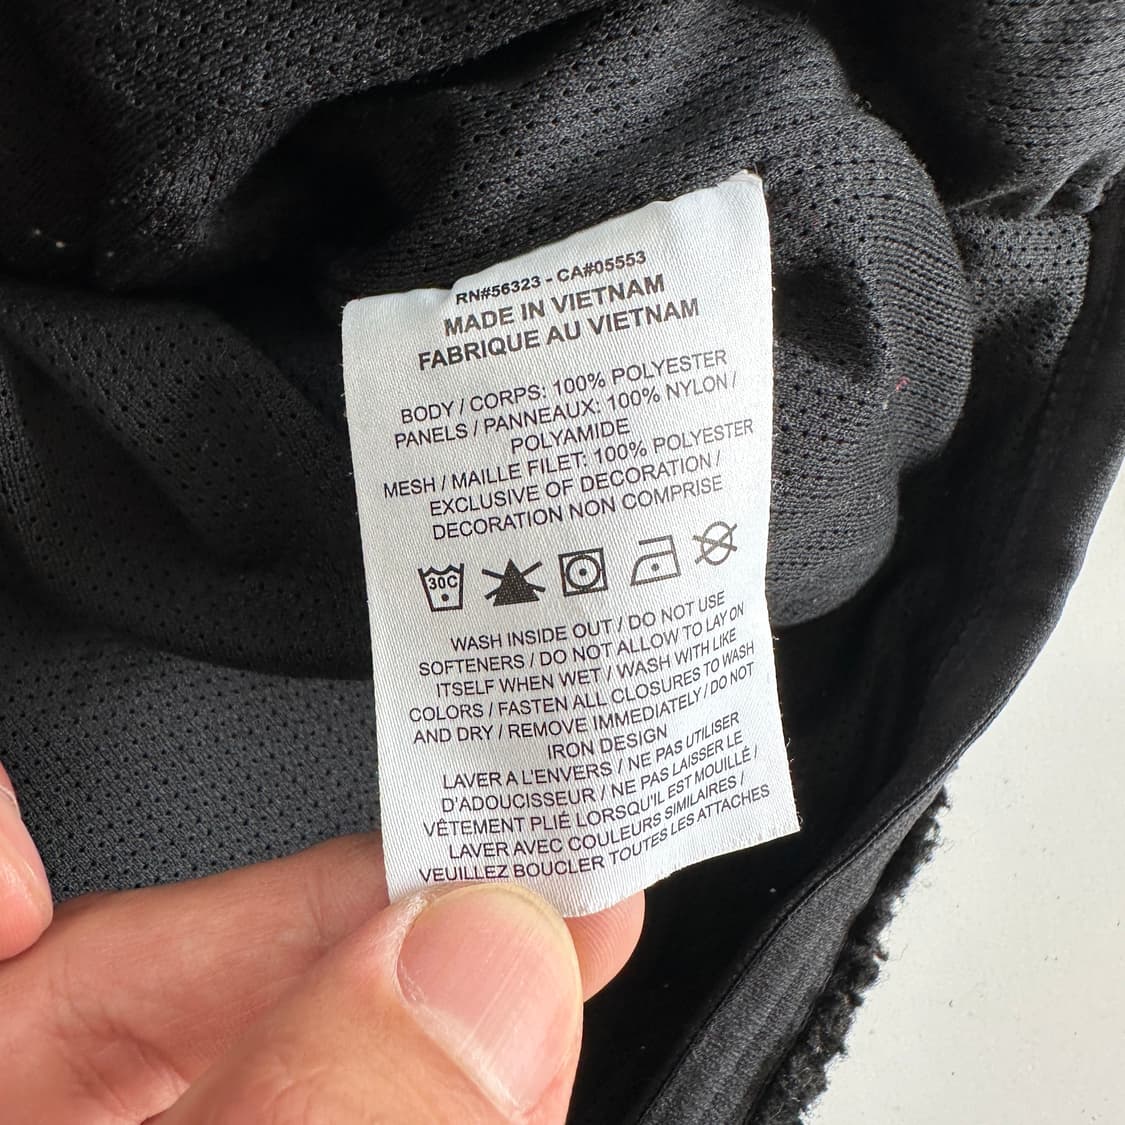 RN#56323 - CA#05553
MADE IN VIETNAM
FABRIQUE AU VIETNAM
BODY / CORPS: 100% POLYESTER
PANELS / PANNEAUX: 100% NYLON /
POLYAMIDE
MESH / MAILLE FILET: 100% POLYESTER
EXCLUSIVE OF DECORATION /
DECORATION NON COMPRISE
30C
WASH INSIDE OUT / DO NOT USE
SOFTENERS / DO NOT ALLOW TO LAY ON
ITSELF WHEN WET / WASH WITH LIKE
COLORS / FASTEN ALL CLOSURES TO WASH
AND DRY / REMOVE IMMEDIATELY / DO NOT
IRON DESIGN
LAVER A L'ENVERS / NE PAS UTILISER
D'ADOUCISSEUR / NE PAS LAISSER LE
VÊTEMENT PLIÉ LORSQU'IL EST MOUILLÉ /
LAVER AVEC COULEURS SIMILAIRES /
VEUILLEZ BOUCLER TOUTES LES ATTACHES